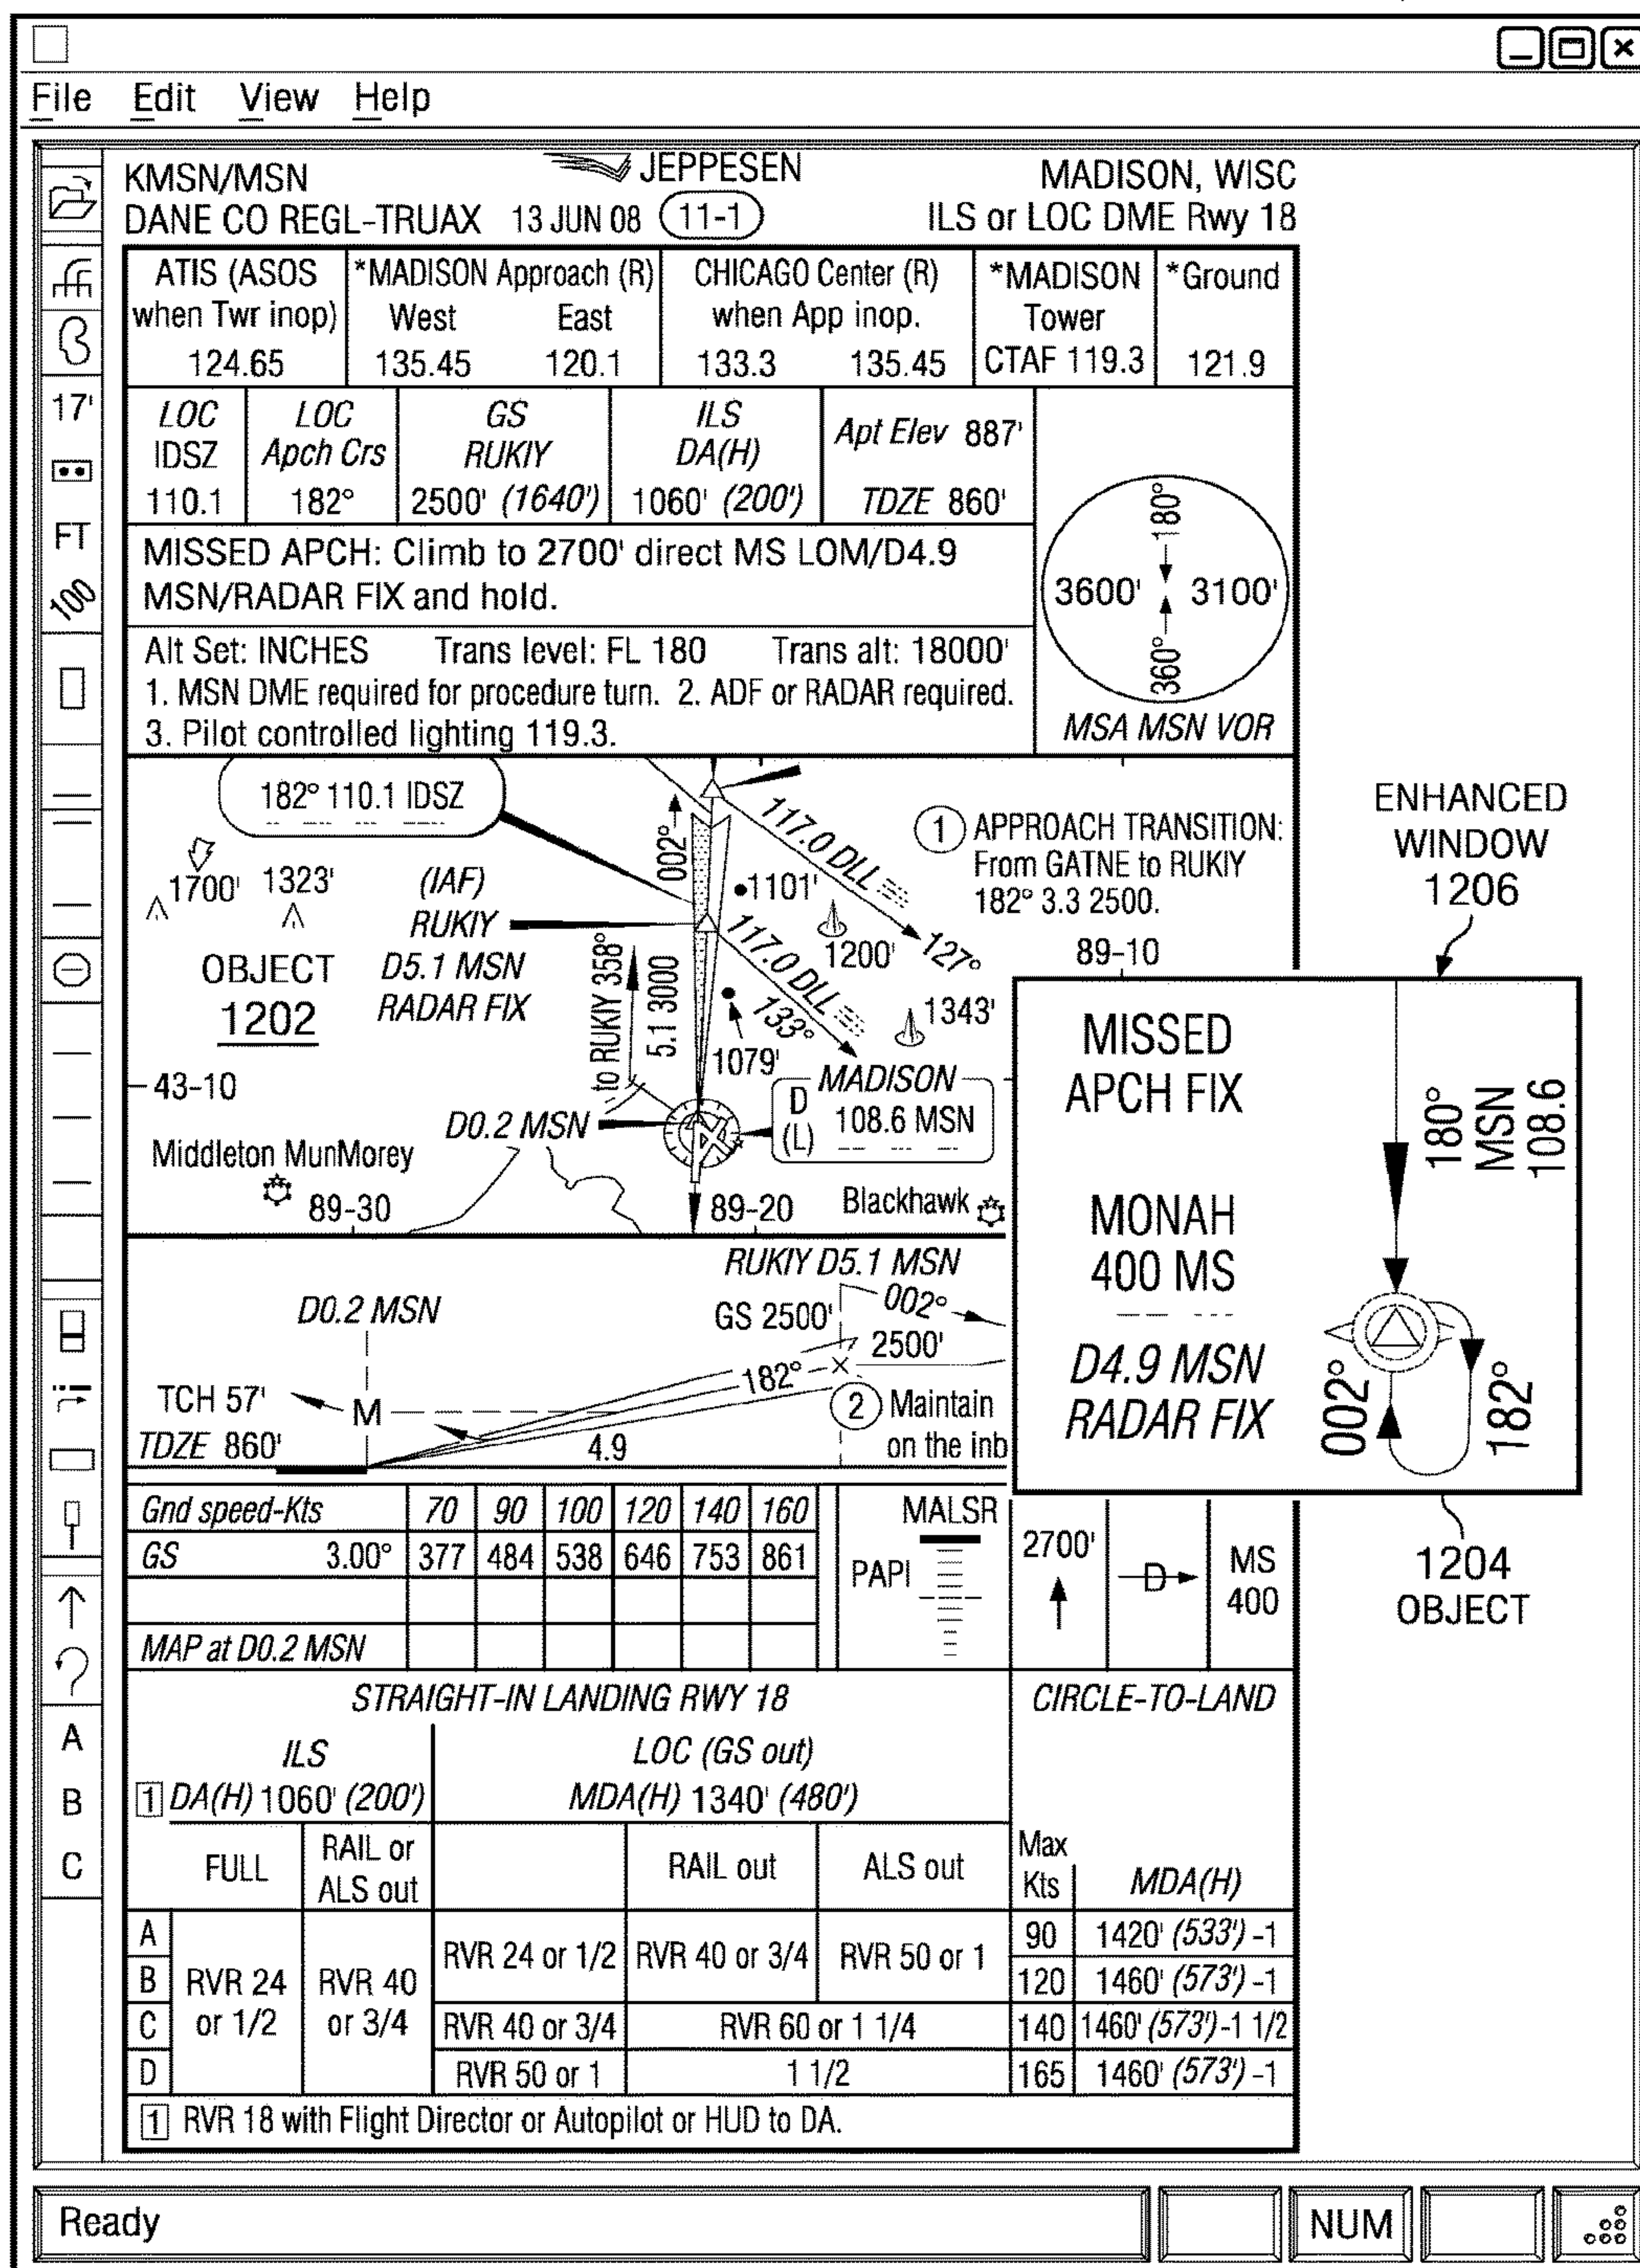 File Edit View Help
KMSN/MSN JEPPESEN MADISON, WISC
DANE CO REGL-TRUAX 13 JUN 08 11-1 ILS or LOC DME Rwy 18
ATIS (ASOS *MADISON Approach (R) CHICAGO Center (R) *MADISON *Ground
when Twr inop) West East when App inop. Tower
124.65 135.45 120.1 133.3 135.45 CTAF 119.3 121.9
LOC LOC GS ILS Apt Elev 887'
IDSZ Apch Crs RUKIY DA(H)
110.1 182° 2500' (1640') 1060' (200') TDZE 860'
17'
FT
100
MISSED APCH: Climb to 2700' direct MS LOM/D4.9
MSN/RADAR FIX and hold.
180°
3600' 3100'
360°
MSA MSN VOR
Alt Set: INCHES Trans level: FL 180 Trans alt: 18000'
1. MSN DME required for procedure turn. 2. ADF or RADAR required.
3. Pilot controlled lighting 119.3.
182° 110.1 IDSZ
002°
117.0 DLL
127°
1 APPROACH TRANSITION:
From GATNE to RUKIY
182° 3.3 2500.
1700' 1323'
(IAF)
RUKIY
D5.1 MSN
RADAR FIX
1101'
1200'
89-10
OBJECT
1202
to RUKIY 358°
5.1 3000
117.0 DLL
133°
1343'
1079'
43-10
MADISON
D 108.6 MSN
(L)
D0.2 MSN
Middleton MunMorey
89-30 89-20 Blackhawk
ENHANCED
WINDOW
1206
MISSED
APCH FIX
180°
MSN
108.6
MONAH
400 MS
D4.9 MSN
RADAR FIX
002°
182°
1204
OBJECT
RUKIY D5.1 MSN
D0.2 MSN GS 2500' 002°
2500'
182°
TCH 57' M
2 Maintain
on the inb
TDZE 860' 4.9
Gnd speed-Kts 70 90 100 120 140 160
GS 3.00° 377 484 538 646 753 861
MAP at D0.2 MSN
MALSR
PAPI
2700' D MS
400
STRAIGHT-IN LANDING RWY 18 CIRCLE-TO-LAND
ILS LOC (GS out)
1 DA(H) 1060' (200') MDA(H) 1340' (480')
FULL RAIL or RAIL out ALS out Max
ALS out Kts MDA(H)
A
B
C
A RVR 24 or 1/2 RVR 40 or 3/4 RVR 50 or 1 90 1420' (533') -1
B RVR 24 RVR 40 120 1460' (573') -1
C or 1/2 or 3/4 RVR 40 or 3/4 RVR 60 or 1 1/4 140 1460' (573') -1 1/2
D RVR 50 or 1 1 1/2 165 1460' (573') -1
1 RVR 18 with Flight Director or Autopilot or HUD to DA.
Ready NUM